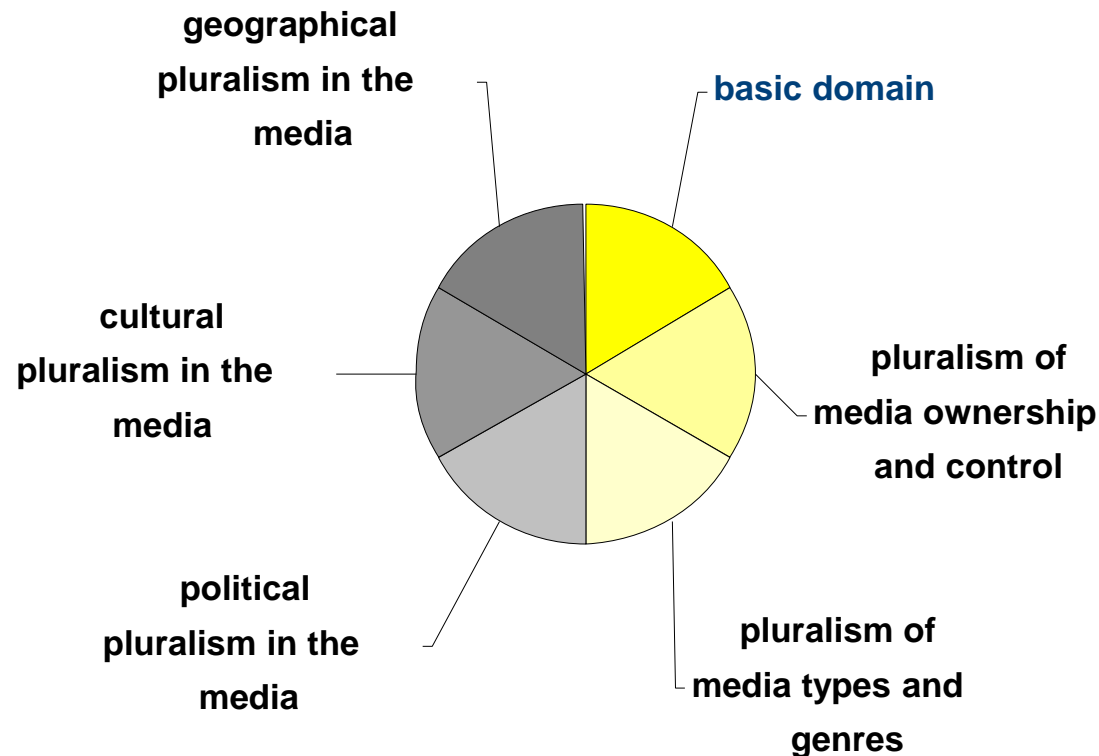 geographical
pluralism in the
media
basic domain
cultural
pluralism in the
media
pluralism of
media ownership
and control
political
pluralism in the
media
pluralism of
media types and
genres